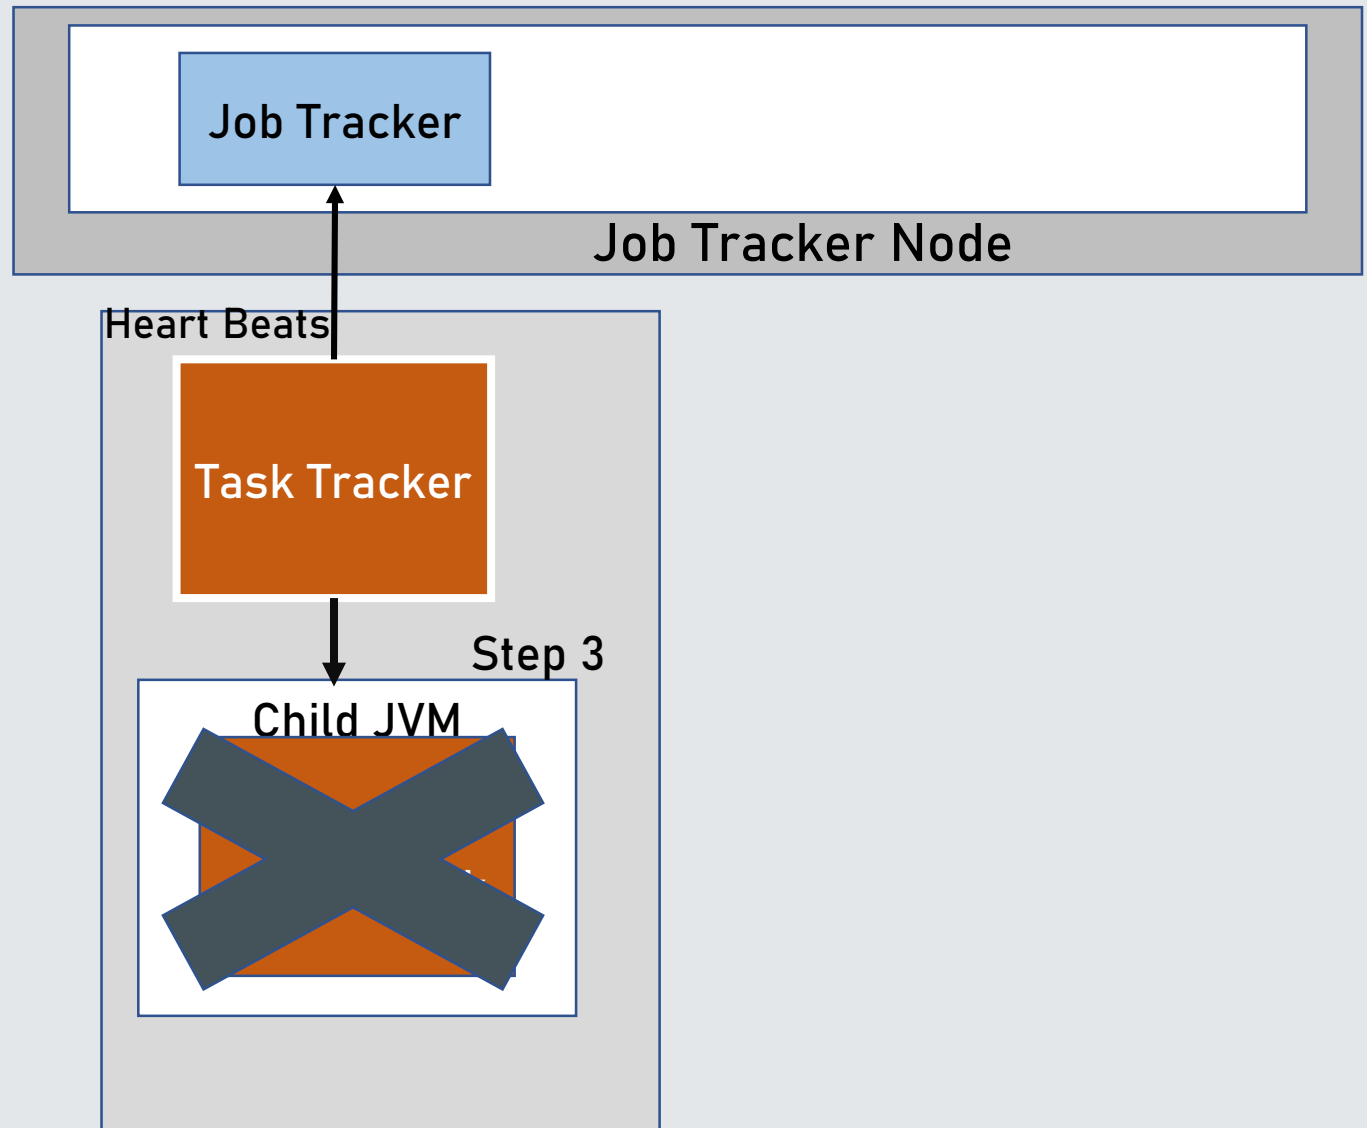 Job Tracker
Job Tracker Node
Heart Beats
Task Tracker
Step 3
Child JVM